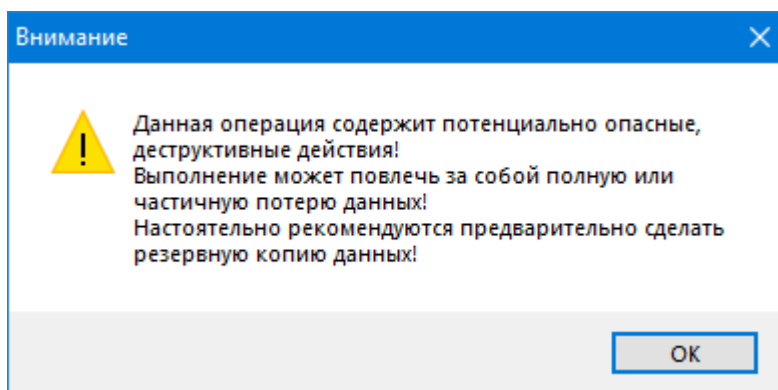 Внимание
Данная операция содержит потенциально опасные,
деструктивные действия!
Выполнение может повлечь за собой полную или
частичную потерю данных!
Настоятельно рекомендуются предварительно сделать
резервную копию данных!
ОК